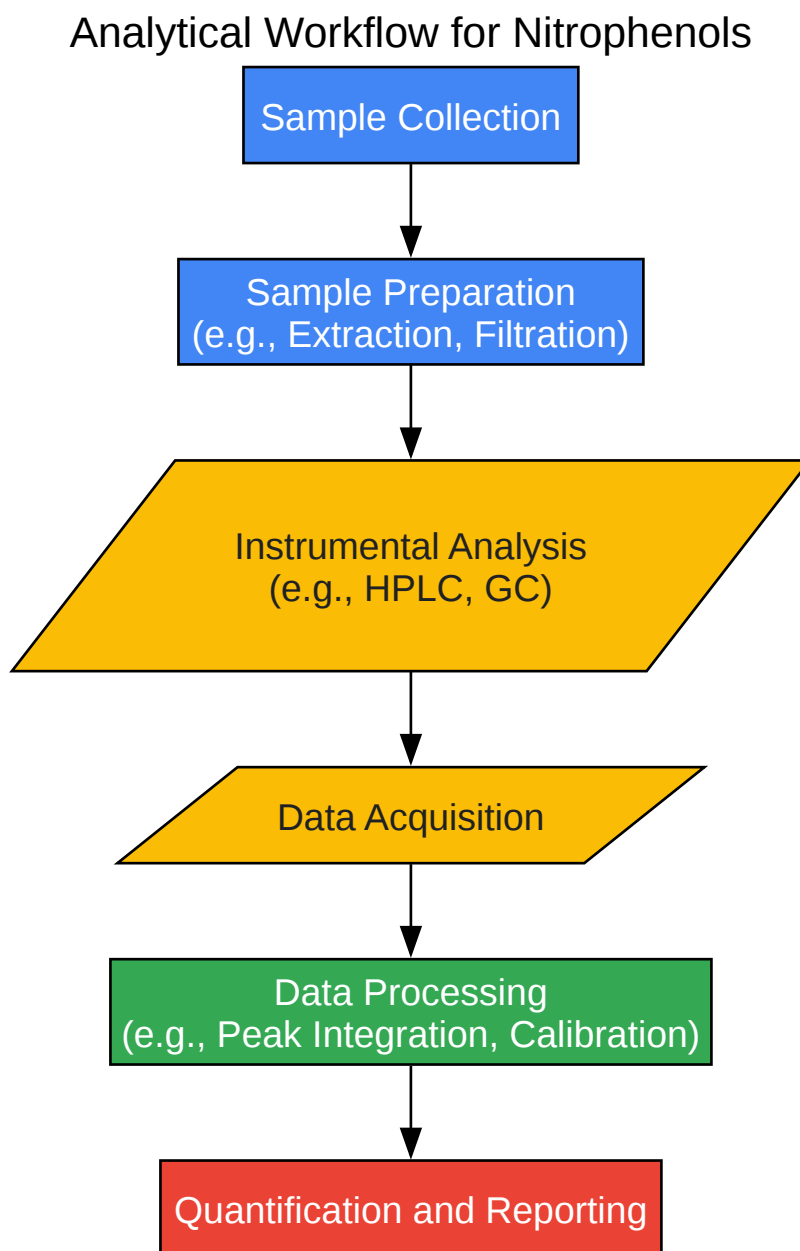 Analytical Workflow for Nitrophenols
Sample Collection
Sample Preparation
(e.g., Extraction, Filtration)
Instrumental Analysis
(e.g., HPLC, GC)
Data Acquisition
Data Processing
(e.g., Peak Integration, Calibration)
Quantification and Reporting